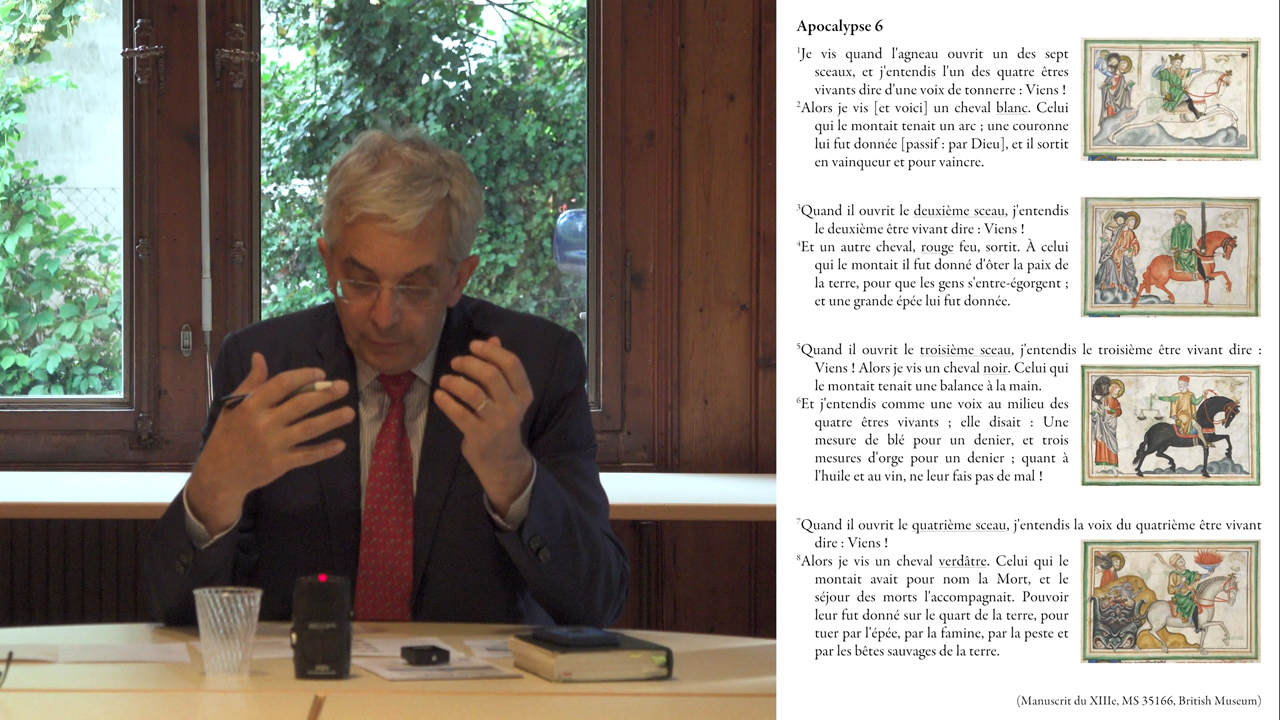 Apocalypse 6
¹Je vis quand l'agneau ouvrit un des sept
sceaux, et j'entendis l'un des quatre êtres
vivants dire d'une voix de tonnerre : Viens !
²Alors je vis [et voici] un cheval blanc. Celui
qui le montait tenait un arc ; une couronne
lui fut donnée [passif : par Dieu], et il sortit
en vainqueur et pour vaincre.
³Quand il ouvrit le deuxième sceau, j'entendis
le deuxième être vivant dire : Viens !
⁴Et un autre cheval, rouge feu, sortit. À celui
qui le montait il fut donné d'ôter la paix de
la terre, pour que les gens s'entre-égorgent ;
et une grande épée lui fut donnée.
⁵Quand il ouvrit le troisième sceau, j'entendis le troisième être vivant dire :
Viens ! Alors je vis un cheval noir. Celui qui
le montait tenait une balance à la main.
⁶Et j'entendis comme une voix au milieu des
quatre êtres vivants ; elle disait : Une
mesure de blé pour un denier, et trois
mesures d'orge pour un denier ; quant à
l'huile et au vin, ne leur fais pas de mal !
⁷Quand il ouvrit le quatrième sceau, j'entendis la voix du quatrième être vivant
dire : Viens !
⁸Alors je vis un cheval verdâtre. Celui qui le
montait avait pour nom la Mort, et le
séjour des morts l'accompagnait. Pouvoir
leur fut donné sur le quart de la terre, pour
tuer par l'épée, par la famine, par la peste et
par les bêtes sauvages de la terre.
(Manuscrit du XIIIe, MS 35166, British Museum)